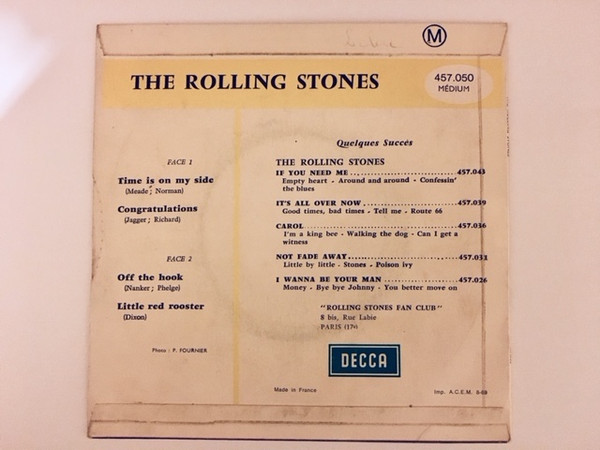 M
THE ROLLING STONES
457.050
MÉDIUM
FACE 1
Time is on my side
(Meade ; Norman)
Congratulations
(Jagger ; Richard)
FACE 2
Off the hook
(Nanker ; Phelge)
Little red rooster
(Dixon)
Photo : P. FOURNIER
Quelques Succés
THE ROLLING STONES
IF YOU NEED ME ........................457.043
Empty heart - Around and around - Confessin'
the blues
IT'S ALL OVER NOW ........................457.039
Good times, bad times - Tell me - Route 66
CAROL ........................457.036
I'm a king bee - Walking the dog - Can I get a
witness
NOT FADE AWAY ........................457.031
Little by little - Stones - Poison ivy
I WANNA BE YOUR MAN ........................457.026
Money - Bye bye Johnny - You better move on
"ROLLING STONES FAN CLUB"
8 bis, Rue Labie
PARIS (17e)
DECCA
Made in France
Imp. A.C.E.M. 8-68